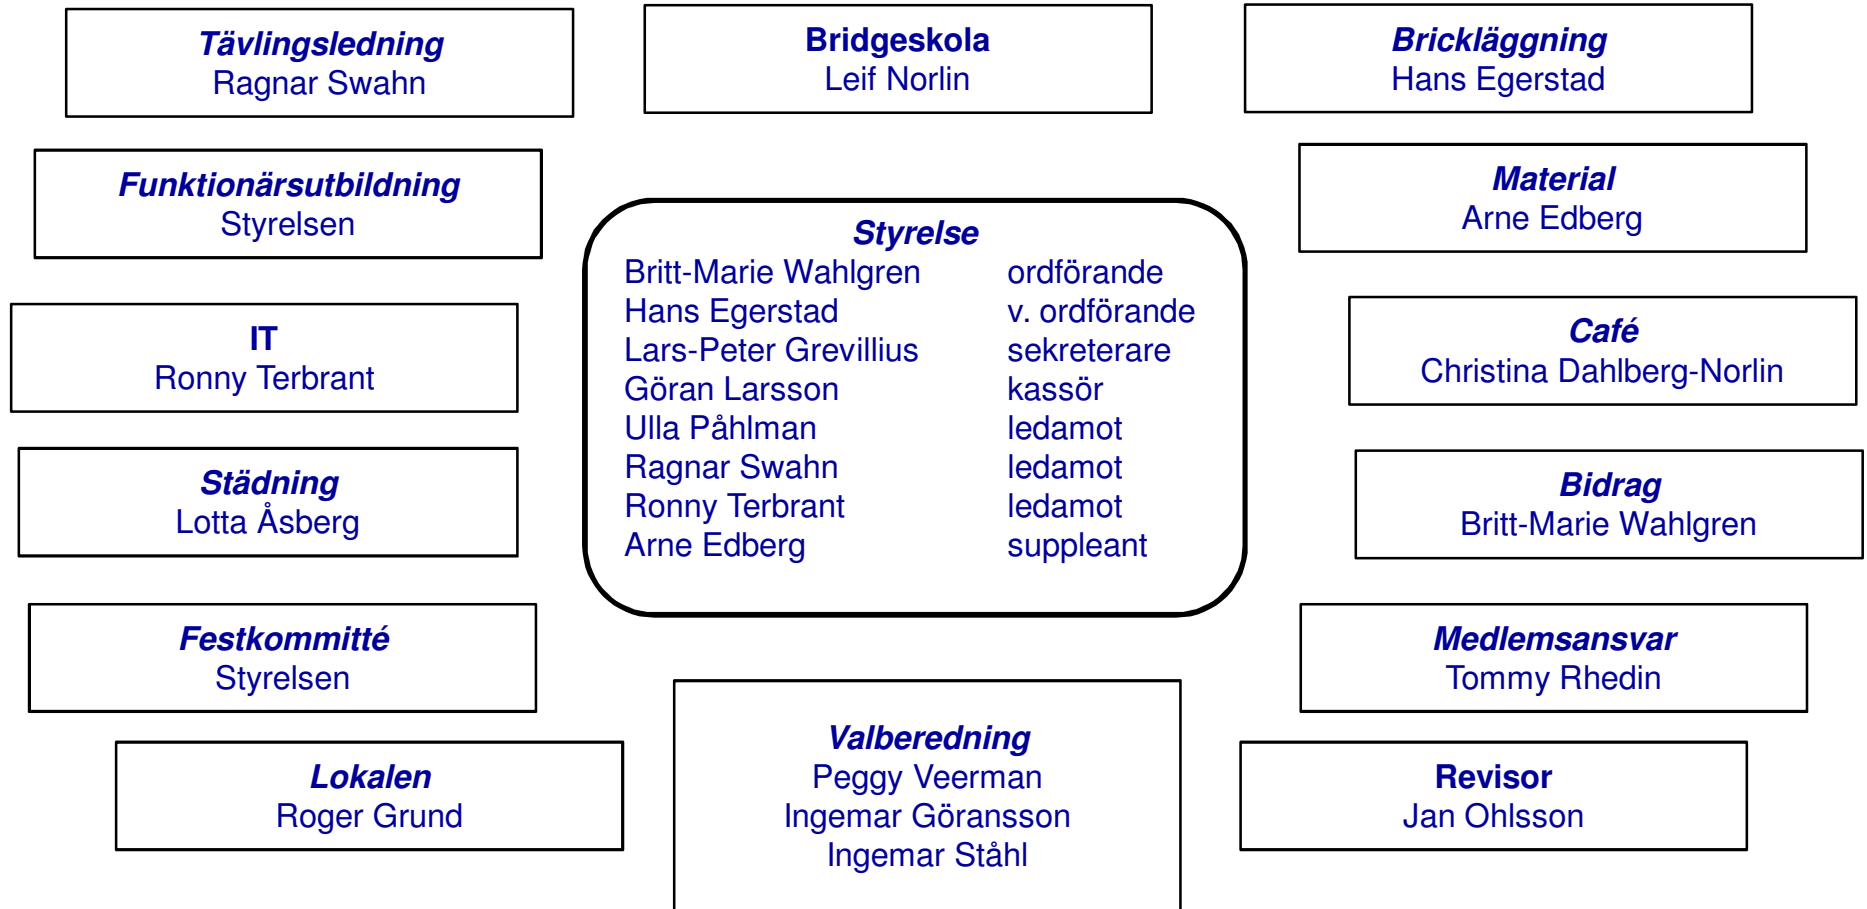 Tävlingsledning
Ragnar Swahn
Bridgeskola
Leif Norlin
Brickläggning
Hans Egerstad
Funktionärsutbildning
Styrelsen
Material
Arne Edberg
Styrelse
Britt-Marie Wahlgren ordförande
Hans Egerstad v. ordförande
Lars-Peter Grevillius sekreterare
Göran Larsson kassör
Ulla Påhlman ledamot
Ragnar Swahn ledamot
Ronny Terbrant ledamot
Arne Edberg suppleant
IT
Ronny Terbrant
Café
Christina Dahlberg-Norlin
Städning
Lotta Åsberg
Bidrag
Britt-Marie Wahlgren
Festkommitté
Styrelsen
Medlemsansvar
Tommy Rhedin
Lokalen
Roger Grund
Valberedning
Peggy Veerman
Ingemar Göransson
Ingemar Ståhl
Revisor
Jan Ohlsson